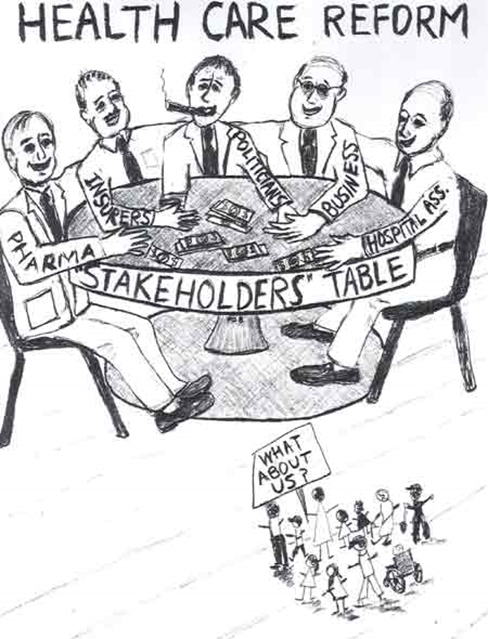 HEALTH CARE REFORM
PHARMA
INSURERS
POLITICIANS
BUSINESS
HOSPITAL ASS.
"STAKEHOLDERS" TABLE
WHAT
ABOUT
US?